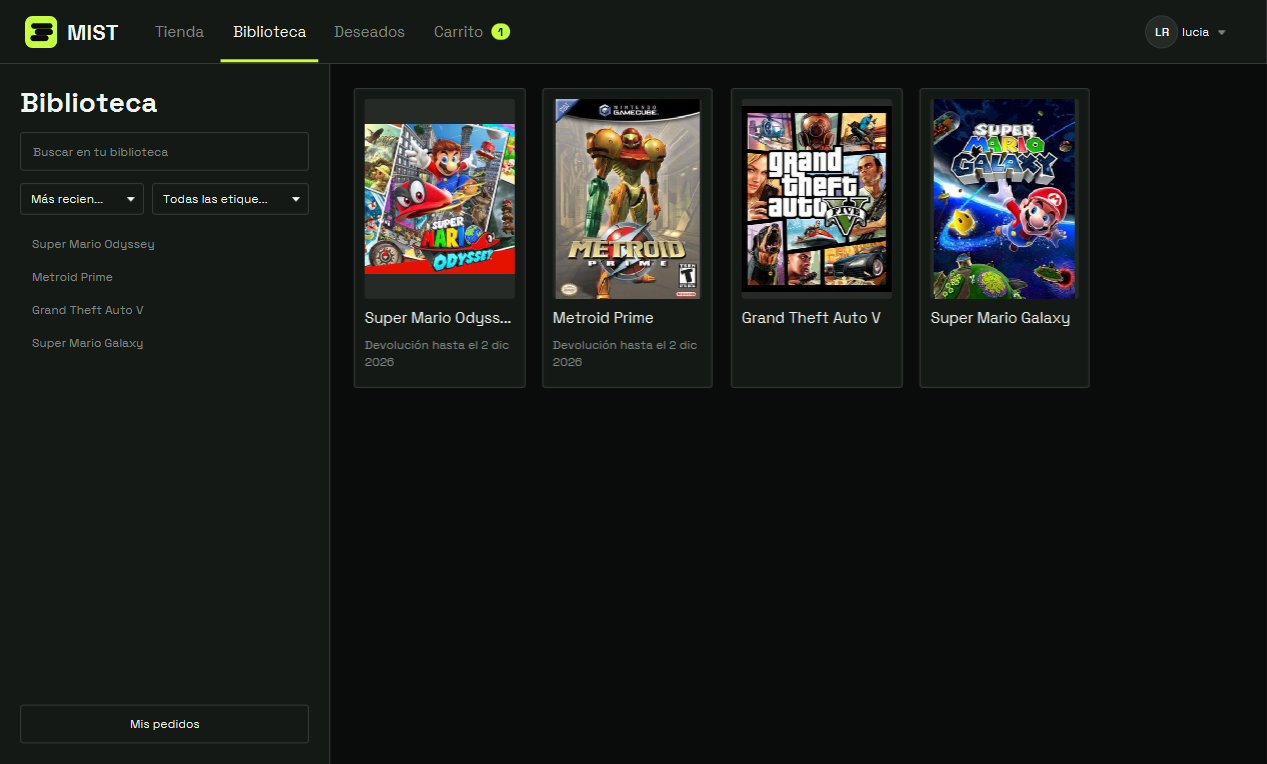 MIST
Tienda
Biblioteca
Deseados
Carrito
1
LR
lucia
Biblioteca
Buscar en tu biblioteca
Más recien...
Todas las etique...
Super Mario Odyssey
Metroid Prime
Grand Theft Auto V
Super Mario Galaxy
Mis pedidos
SUPER
MARIO
ODYSSEY
Super Mario Odyss...
Devolución hasta el 2 dic
2026
NINTENDO
GAMECUBE
METROID
PRIME
TEEN
T
Metroid Prime
Devolución hasta el 2 dic
2026
grand
theft
auto
V
FIVE
Grand Theft Auto V
SUPER
MARIO
GALAXY
Super Mario Galaxy